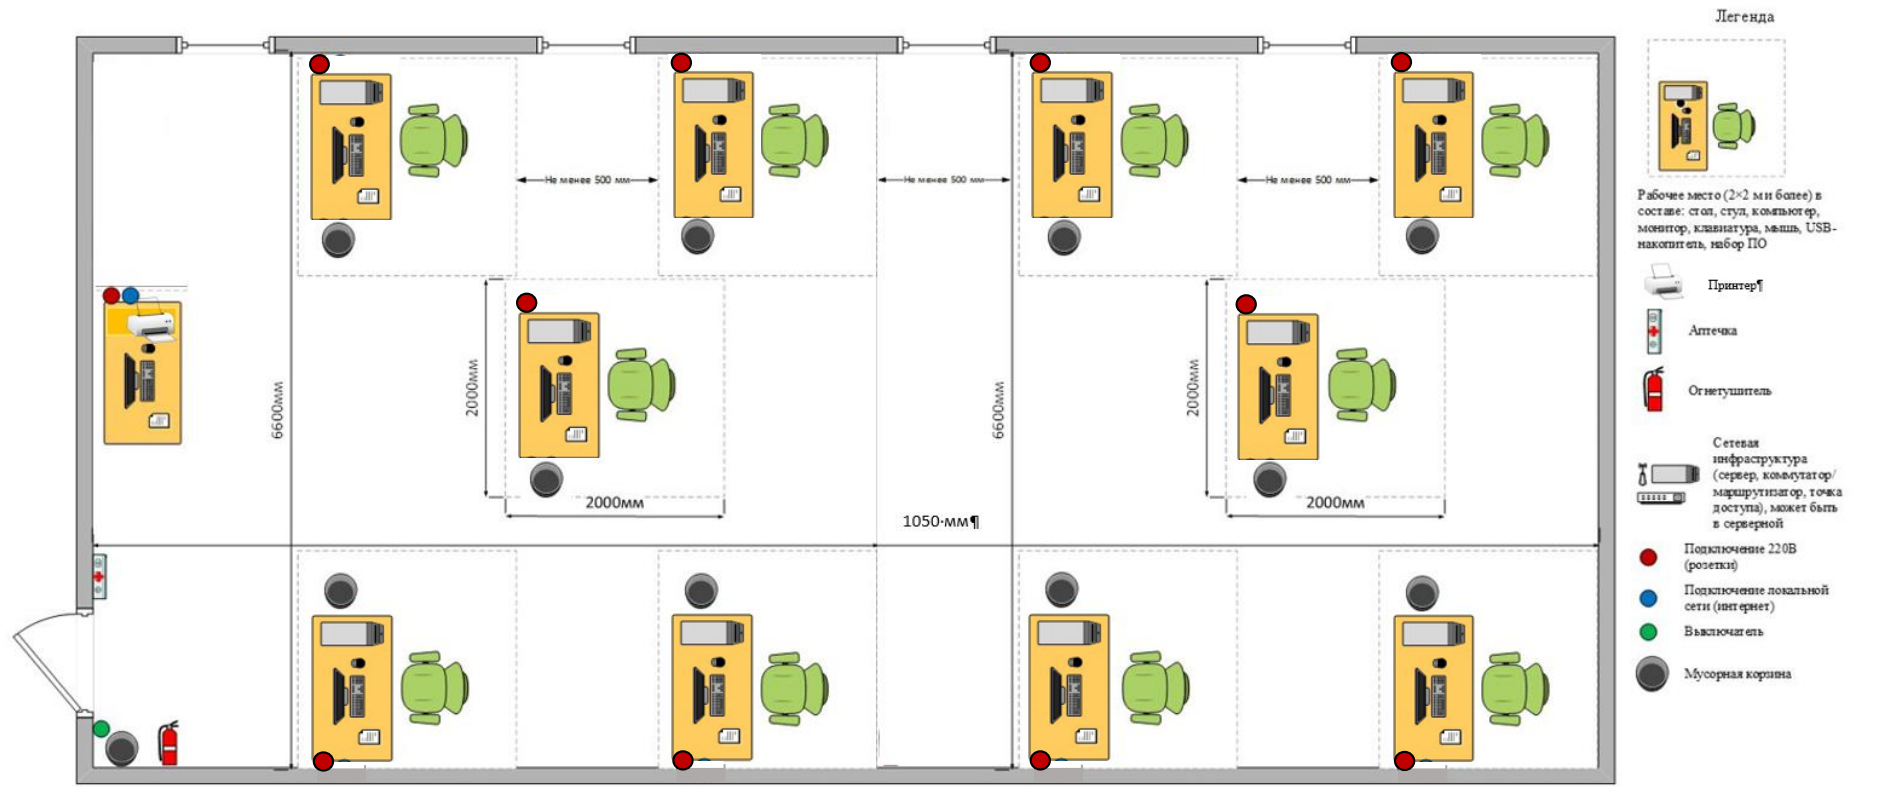 Легенда
Не менее 500 мм
Не менее 500 мм
Не менее 500 мм
Рабочее место (2×2 м и более) в
составе: стол, стул, компьютер,
монитор, клавиатура, мышь, USB-
накопитель, набор ПО
Принтер¶
Аптечка
Огнетушитель
6600мм
2000мм
6600мм
2000мм
2000мм
2000мм
1050·мм¶
Сетевая
инфраструктура
(сервер, коммутатор/
маршрутизатор, точка
доступа), может быть
в серверной
Подключение 220В
(розетки)
Подключение локальной
сети (интернет)
Выключатель
Мусорная корзина